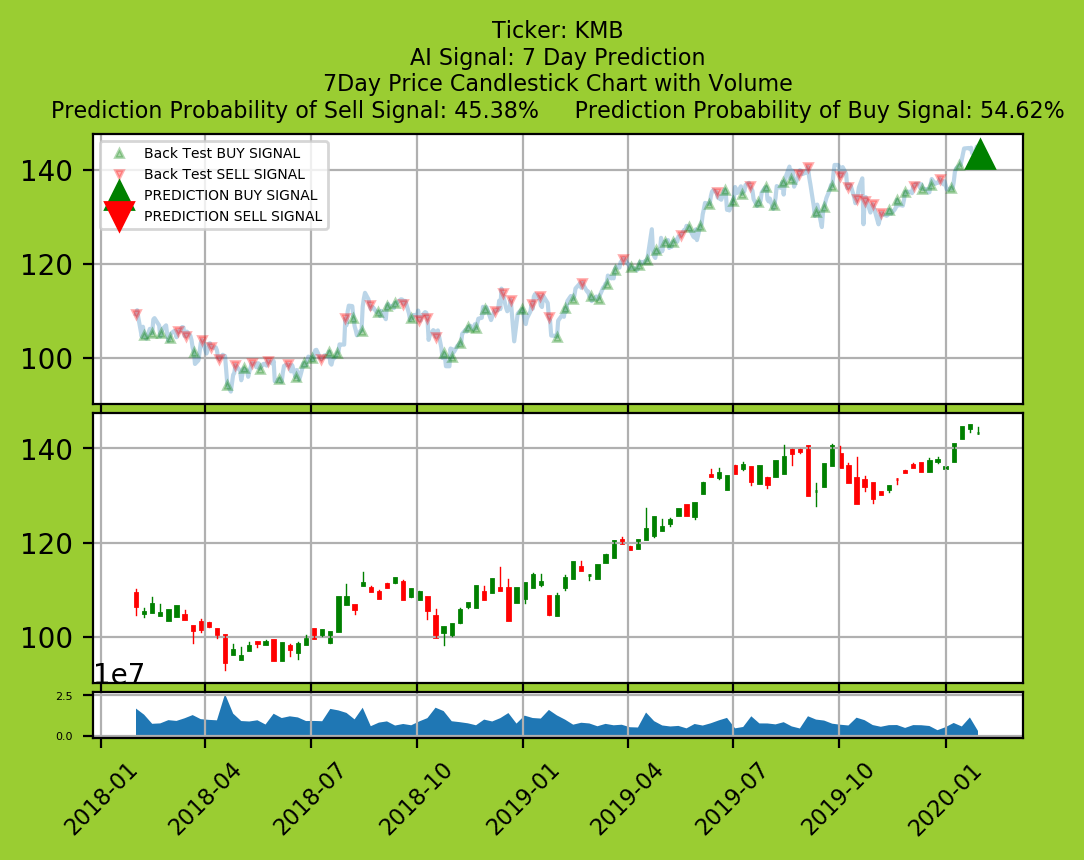 Ticker: KMB
AI Signal: 7 Day Prediction
7Day Price Candlestick Chart with Volume
Prediction Probability of Sell Signal: 45.38%     Prediction Probability of Buy Signal: 54.62%
Back Test BUY SIGNAL
Back Test SELL SIGNAL
PREDICTION BUY SIGNAL
PREDICTION SELL SIGNAL
140
120
100
140
120
100
1e7
2.5
0.0
2018-01
2018-04
2018-07
2018-10
2019-01
2019-04
2019-07
2019-10
2020-01